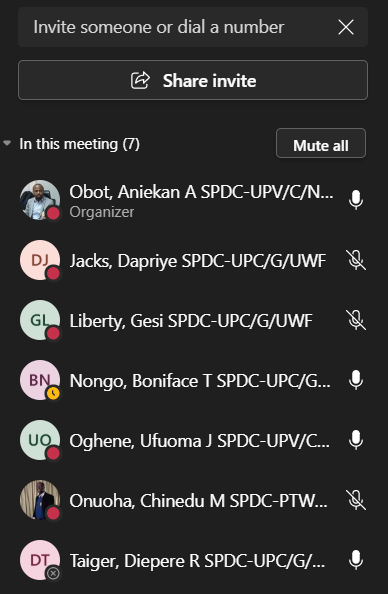 Invite someone or dial a number
Share invite
In this meeting (7)
Mute all
Obot, Aniekan A SPDC-UPV/C/N...
Organizer
DJ
Jacks, Dapriye SPDC-UPC/G/UWF
GL
Liberty, Gesi SPDC-UPC/G/UWF
BN
Nongo, Boniface T SPDC-UPC/G...
UO
Oghene, Ufuoma J SPDC-UPV/C...
Onuoha, Chinedu M SPDC-PTW...
DT
Taiger, Diepere R SPDC-UPC/G/...